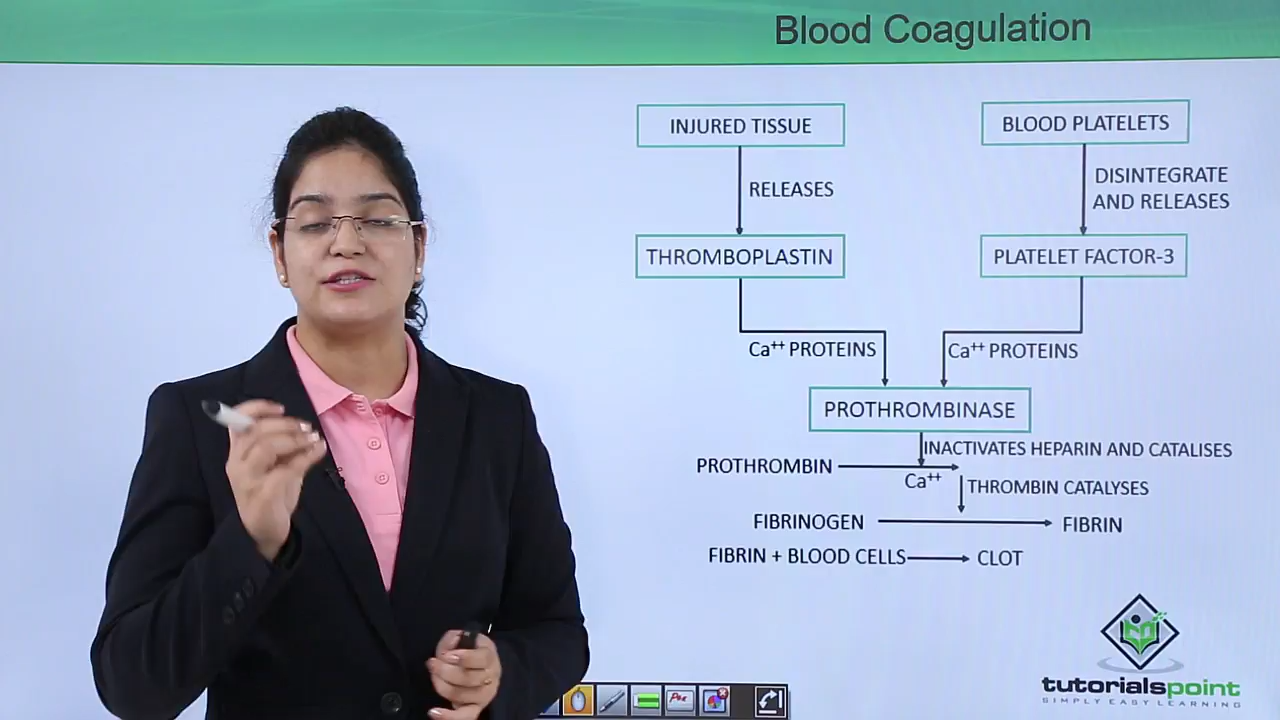 Blood Coagulation
INJURED TISSUE
BLOOD PLATELETS
RELEASES
DISINTEGRATE
AND RELEASES
THROMBOPLASTIN
PLATELET FACTOR-3
Ca++ PROTEINS
Ca++ PROTEINS
PROTHROMBINASE
INACTIVATES HEPARIN AND CATALISES
PROTHROMBIN
Ca++
THROMBIN CATALYSES
FIBRINOGEN
FIBRIN
FIBRIN + BLOOD CELLS
CLOT
tutorialspoint
SIMPLY EASY LEARNING